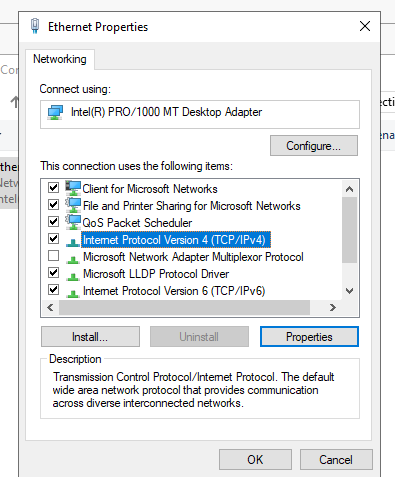 Ethernet Properties
Networking
Connect using:
Intel(R) PRO/1000 MT Desktop Adapter
Configure...
This connection uses the following items:
Client for Microsoft Networks
File and Printer Sharing for Microsoft Networks
QoS Packet Scheduler
Internet Protocol Version 4 (TCP/IPv4)
Microsoft Network Adapter Multiplexor Protocol
Microsoft LLDP Protocol Driver
Internet Protocol Version 6 (TCP/IPv6)
Install...
Uninstall
Properties
Description
Transmission Control Protocol/Internet Protocol. The default
wide area network protocol that provides communication
across diverse interconnected networks.
OK
Cancel